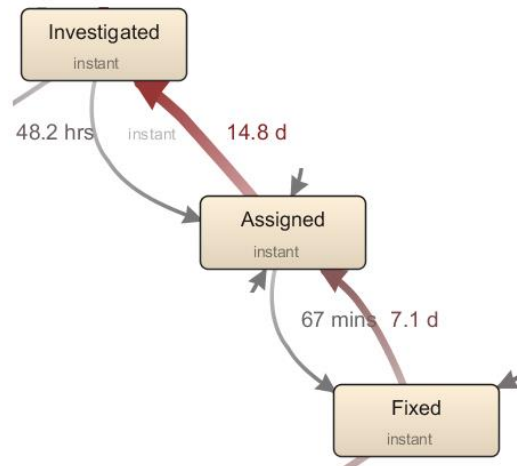 Investigated
instant
48.2 hrs
instant
14.8 d
Assigned
instant
67 mins
7.1 d
Fixed
instant